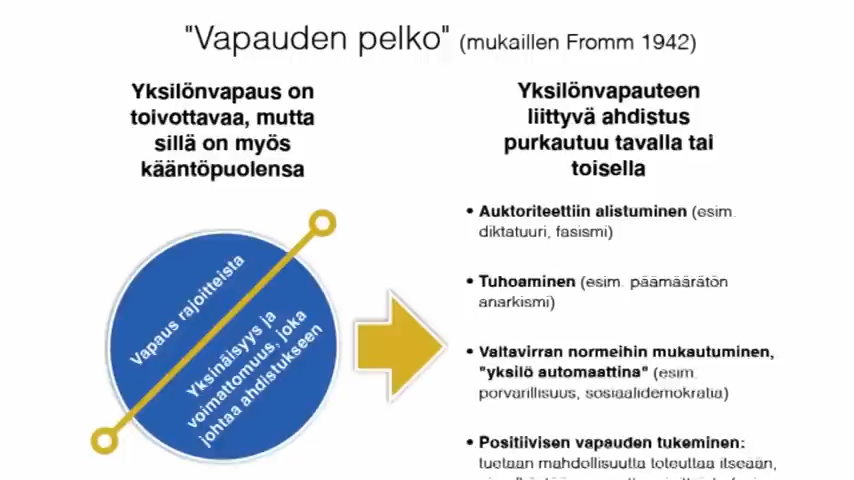 "Vapauden pelko" (mukaillen Fromm 1942)
Yksilönvapaus on
toivottavaa, mutta
sillä on myös
kääntöpuolensa
Vapaus rajoitteista
Yksinäisyys ja
voimattomuus, joka
johtaa ahdistukseen
Yksilönvapauteen
liittyvä ahdistus
purkautuu tavalla tai
toisella
• Auktoriteettiin alistuminen (esim.
diktatuuri, fasismi)
• Tuhoaminen (esim. päämäärätön
anarkismi)
• Valtavirran normeihin mukautuminen,
"yksilö automaattina" (esim.
porvarillisuus, sosiaalidemokratia)
• Positiivisen vapauden tukeminen:
tuetaan mahdollisuutta toteuttaa itseään,